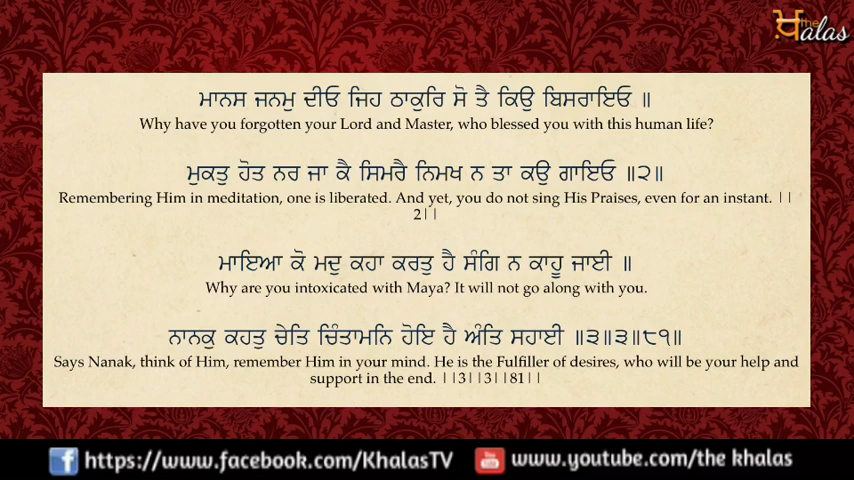 ਖ਼the
alas
ਮਾਨਸ ਜਨਮੁ ਦੀਓ ਜਿਹ ਠਾਕੁਰਿ ਸੋ ਤੈ ਕਿਉ ਬਿਸਰਾਇਓ ॥
Why have you forgotten your Lord and Master, who blessed you with this human life?
ਮੁਕਤੁ ਹੋਤ ਨਰ ਜਾ ਕੈ ਸਿਮਰੈ ਨਿਮਖ ਨ ਤਾ ਕਉ ਗਾਇਓ ॥੨॥
Remembering Him in meditation, one is liberated. And yet, you do not sing His Praises, even for an instant. ||
2||
ਮਾਇਆ ਕੋ ਮਦੁ ਕਹਾ ਕਰਤੁ ਹੈ ਸੰਗਿ ਨ ਕਾਹੂ ਜਾਈ ॥
Why are you intoxicated with Maya? It will not go along with you.
ਨਾਨਕੁ ਕਹਤੁ ਚੇਤਿ ਚਿੰਤਾਮਨਿ ਹੋਇ ਹੈ ਅੰਤਿ ਸਹਾਈ ॥੩॥੩॥੮੧॥
Says Nanak, think of Him, remember Him in your mind. He is the Fulfiller of desires, who will be your help and
support in the end. ||3||3||81||
https://www.facebook.com/KhalasTV www.youtube.com/the khalas